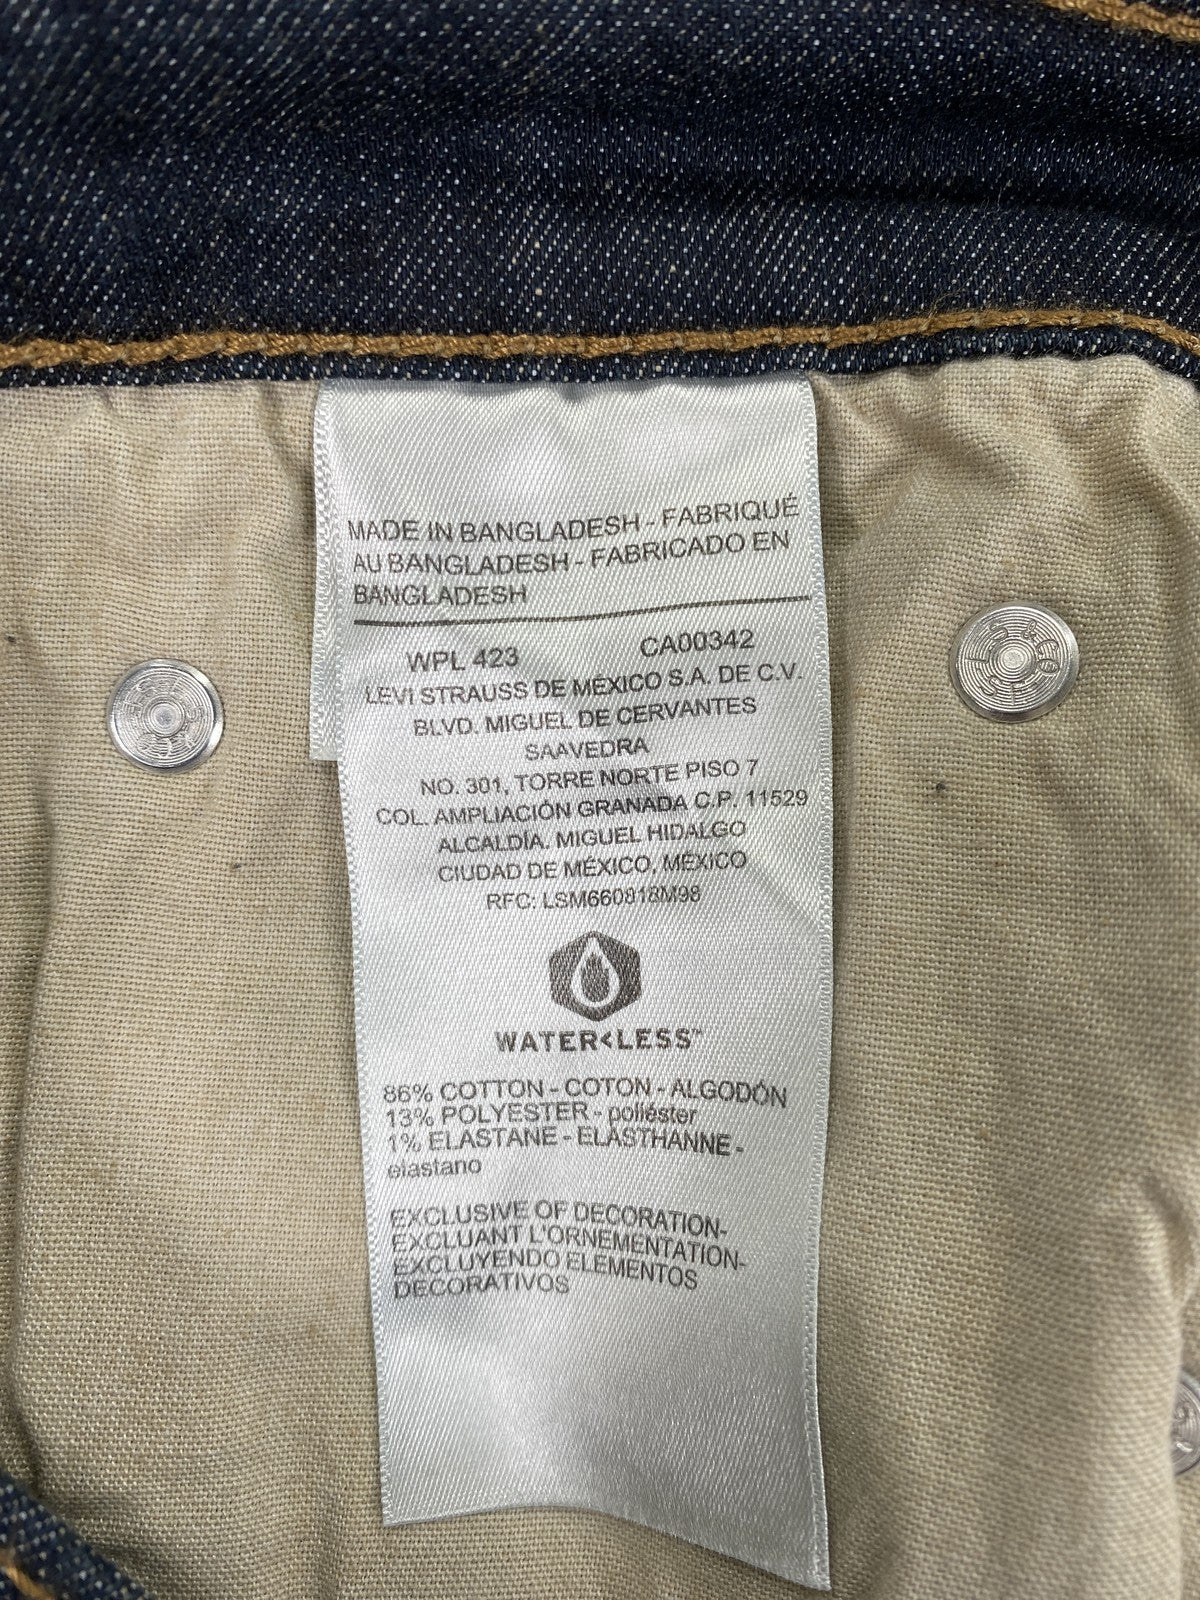 MADE IN BANGLADESH - FABRIQUÉ
AU BANGLADESH - FABRICADO EN
BANGLADESH
WPL 423 CA00342
LEVI STRAUSS DE MÉXICO S.A. DE C.V.
BLVD. MIGUEL DE CERVANTES
SAAVEDRA
NO. 301, TORRE NORTE PISO 7
COL. AMPLIACIÓN GRANADA C.P. 11529
ALCALDÍA. MIGUEL HIDALGO
CIUDAD DE MÉXICO, MÉXICO
RFC: LSM660818M98
WATER<LESS™
86% COTTON - COTON - ALGODÓN
13% POLYESTER - poliéster
1% ELASTANE - ELASTHANNE -
elastano
EXCLUSIVE OF DECORATION-
EXCLUANT L'ORNEMENTATION-
EXCLUYENDO ELEMENTOS
DECORATIVOS